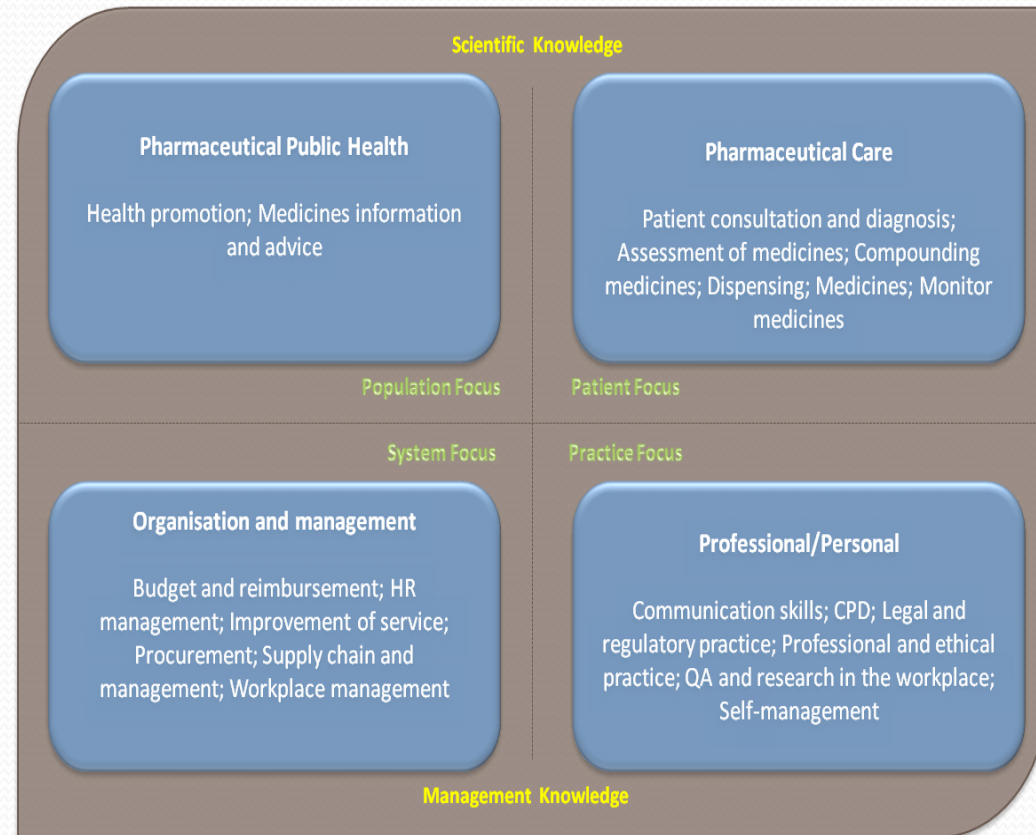 Scientific Knowledge
Pharmaceutical Public Health
Health promotion; Medicines information
and advice
Pharmaceutical Care
Patient consultation and diagnosis;
Assessment of medicines; Compounding
medicines; Dispensing; Medicines; Monitor
medicines
Population Focus
Patient Focus
System Focus
Practice Focus
Organisation and management
Budget and reimbursement; HR
management; Improvement of service;
Procurement; Supply chain and
management; Workplace management
Professional/Personal
Communication skills; CPD; Legal and
regulatory practice; Professional and ethical
practice; QA and research in the workplace;
Self-management
Management Knowledge